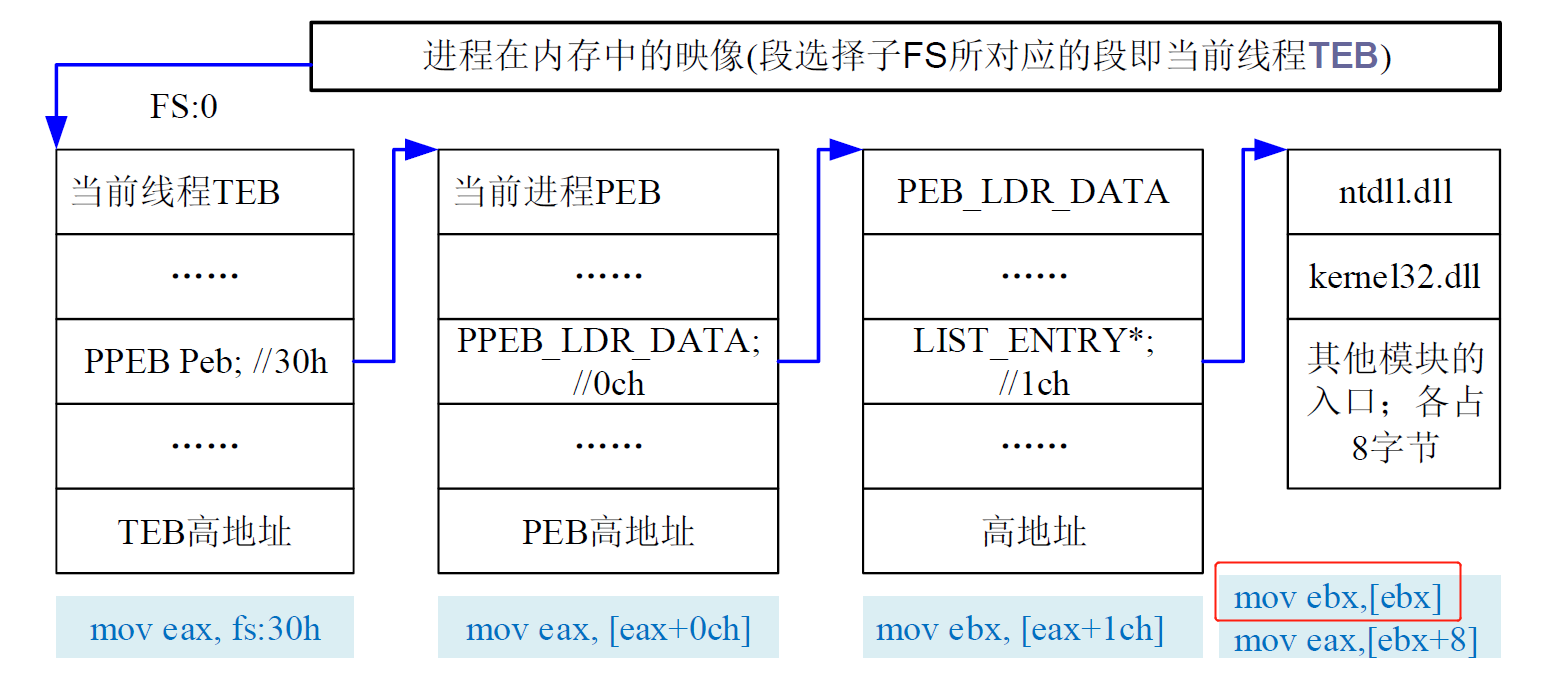 进程在内存中的映像(段选择子FS所对应的段即当前线程TEB)
FS:0
当前线程TEB
……
PPEB Peb; //30h
……
TEB高地址
mov eax, fs:30h
当前进程PEB
……
PPEB_LDR_DATA;
//0ch
……
PEB高地址
mov eax, [eax+0ch]
PEB_LDR_DATA
……
LIST_ENTRY*;
//1ch
……
高地址
mov ebx, [eax+1ch]
ntdll.dll
kernel32.dll
其他模块的
入口；各占
8字节
mov ebx,[ebx]
mov eax,[ebx+8]